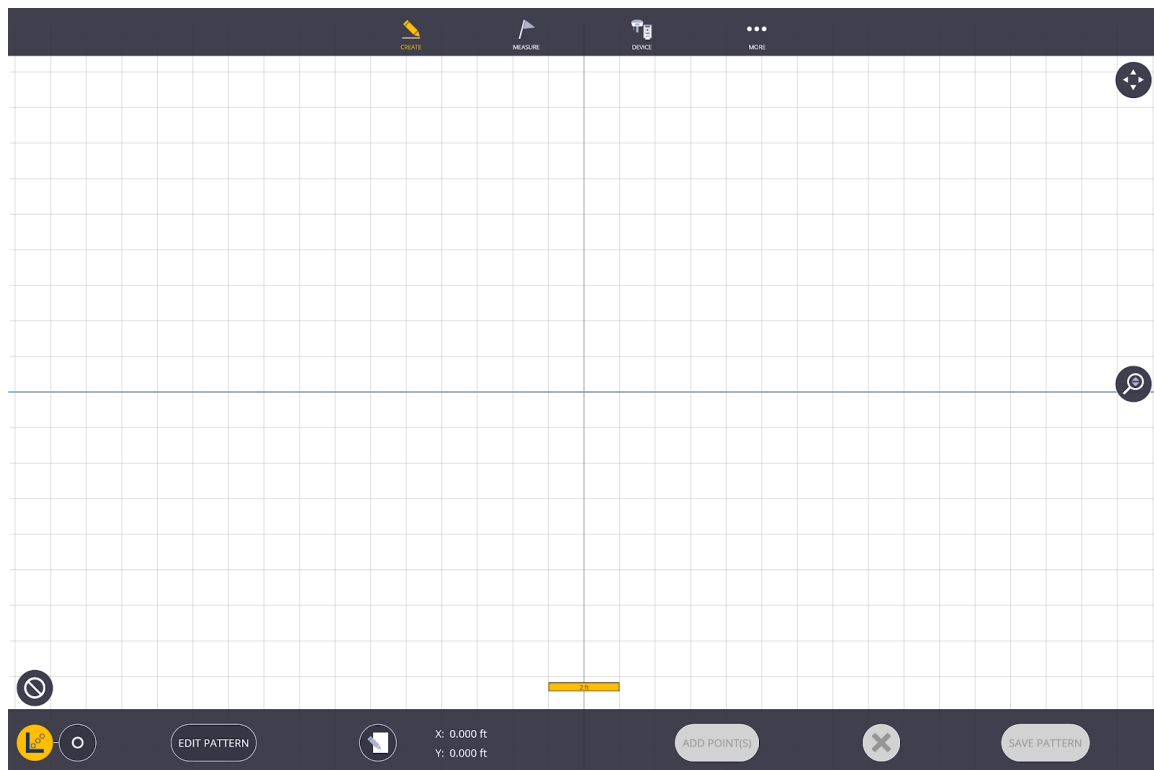 CREATE
MEASURE
DEVICE
MORE
2 ft
EDIT PATTERN
X: 0.000 ft
Y: 0.000 ft
ADD POINT(S)
SAVE PATTERN